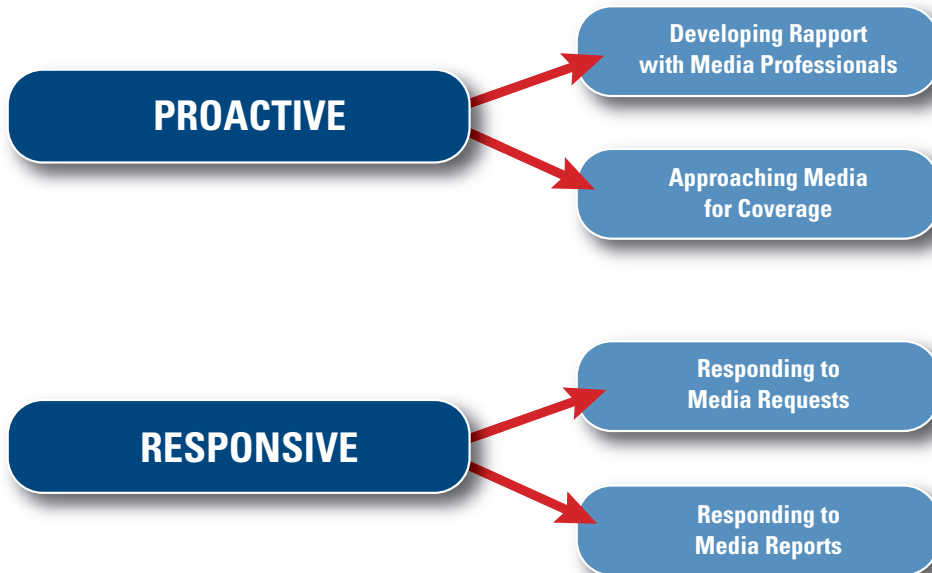 PROACTIVE
Developing Rapport
with Media Professionals
Approaching Media
for Coverage
RESPONSIVE
Responding to
Media Requests
Responding to
Media Reports